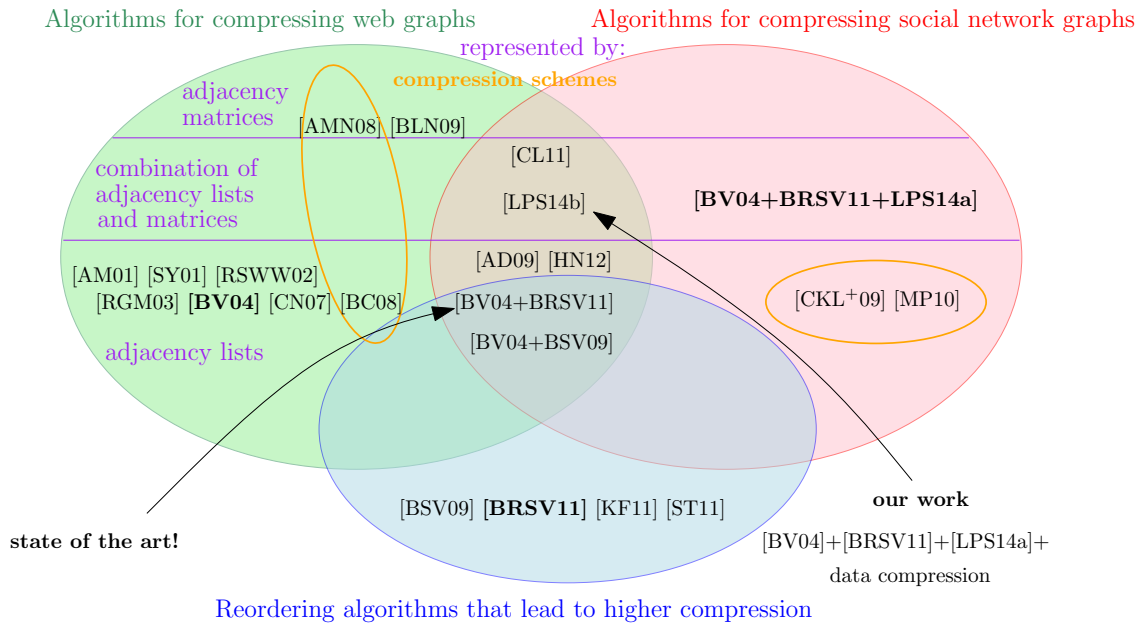 Algorithms for compressing web graphs
Algorithms for compressing social network graphs
represented by:
compression schemes
adjacency
matrices
[AMN08] [BLN09]
[CL11]
combination of
adjacency lists
and matrices
[LPS14b]
[BV04+BRSV11+LPS14a]
[AD09] [HN12]
[AM01] [SY01] [RSWW02]
[RGM03] [BV04] [CN07] [BC08]
[BV04+BRSV11]
[CKL+09] [MP10]
[BV04+BSV09]
adjacency lists
[BSV09] [BRSV11] [KF11] [ST11]
our work
state of the art!
[BV04]+[BRSV11]+[LPS14a]+
data compression
Reordering algorithms that lead to higher compression